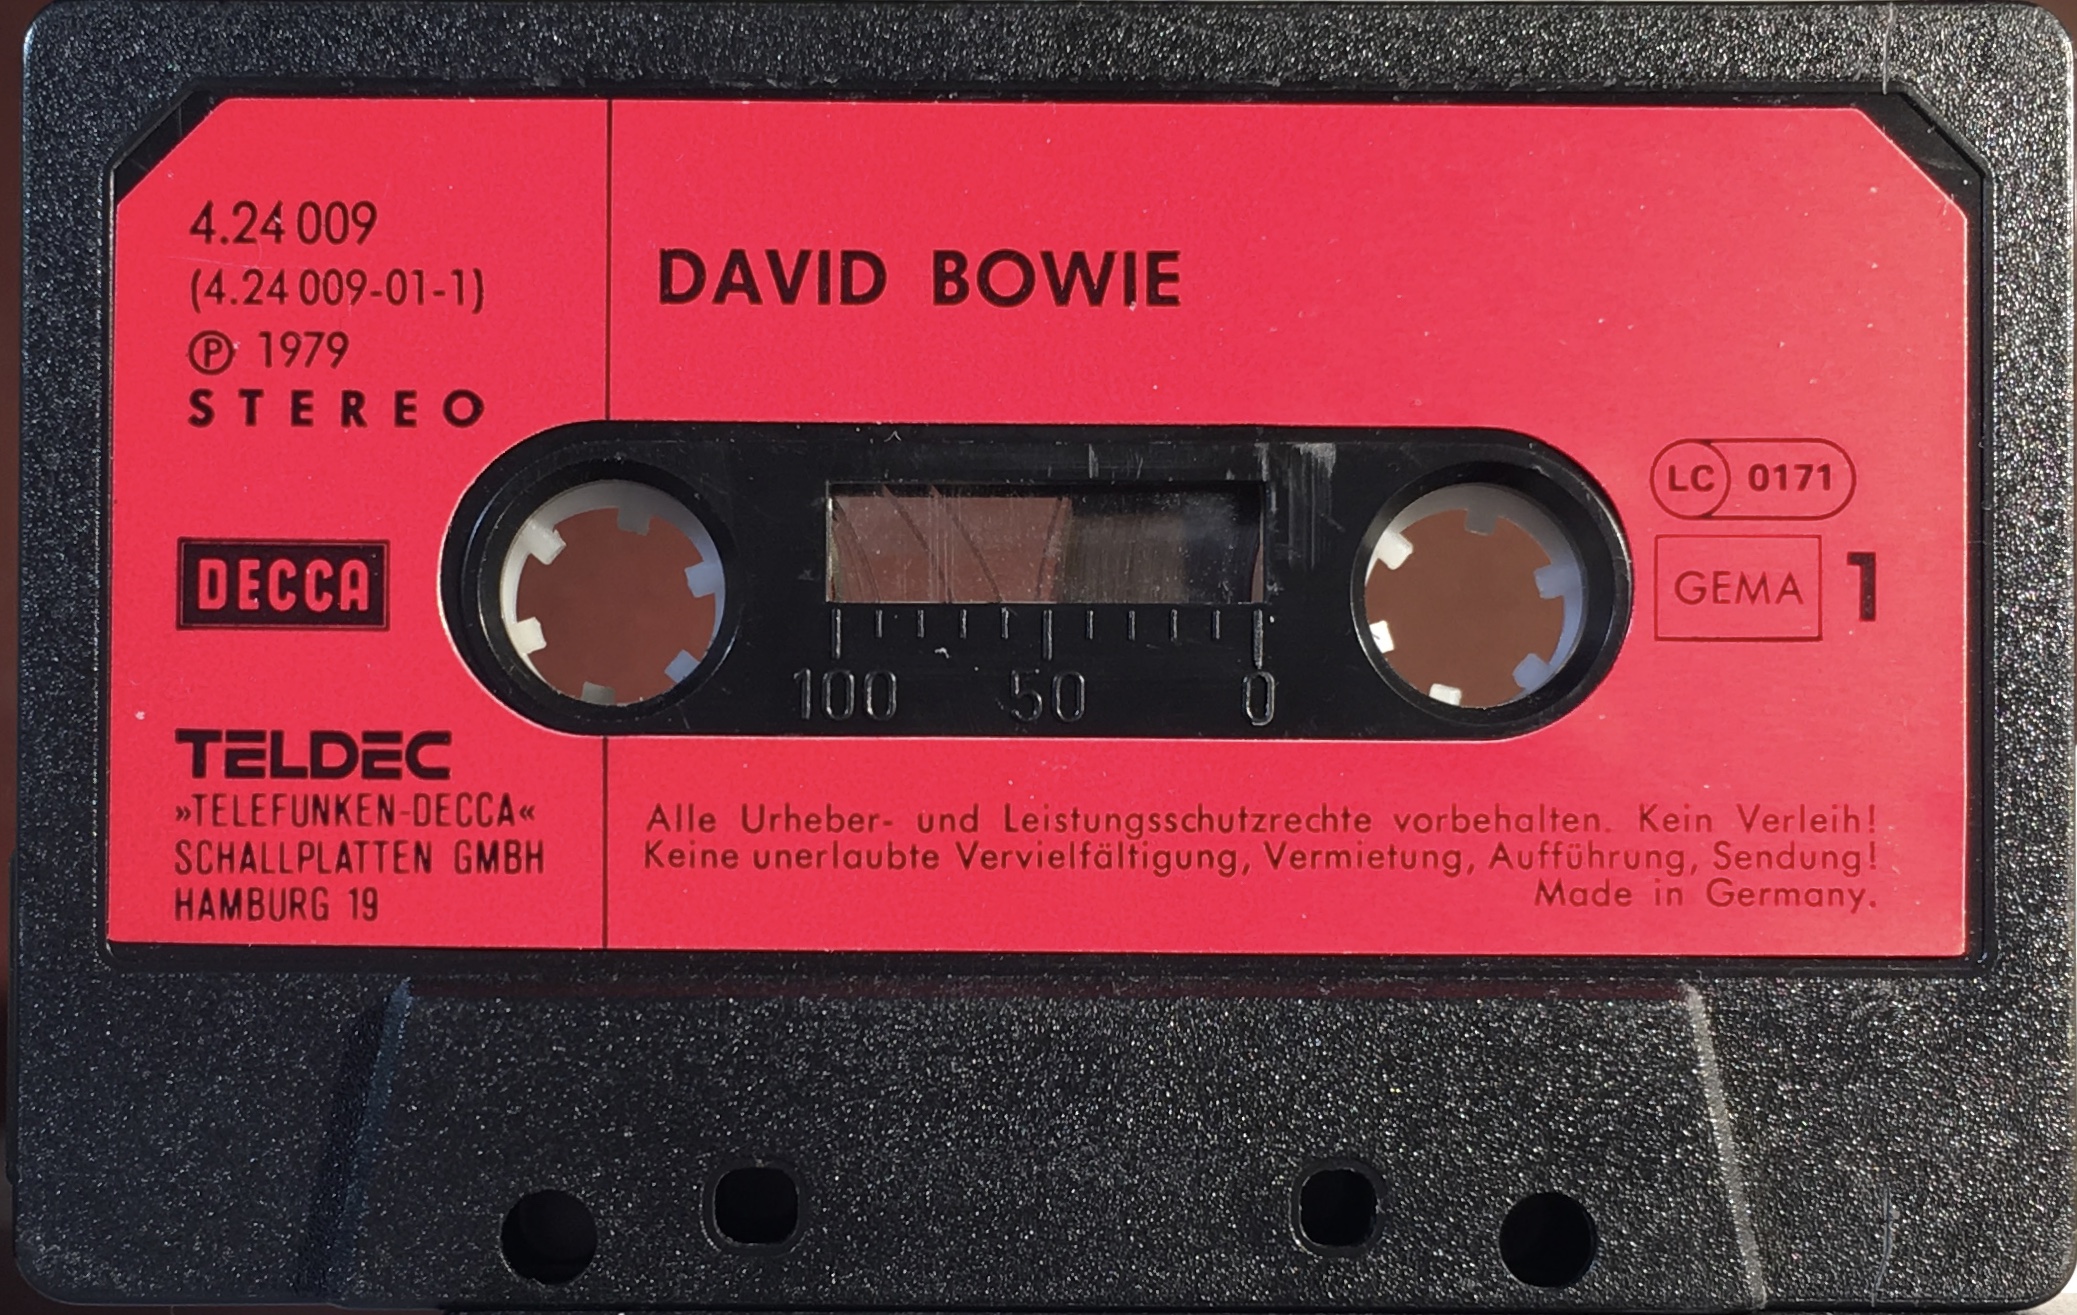 4.24 009
(4.24 009-01-1)
Ⓟ 1979
STEREO
DECCA
TELDEC
»TELEFUNKEN-DECCA«
SCHALLPLATTEN GMBH
HAMBURG 19
DAVID BOWIE
100 50 0
LC 0171
GEMA 1
Alle Urheber- und Leistungsschutzrechte vorbehalten. Kein Verleih!
Keine unerlaubte Vervielfältigung, Vermietung, Aufführung, Sendung!
Made in Germany.